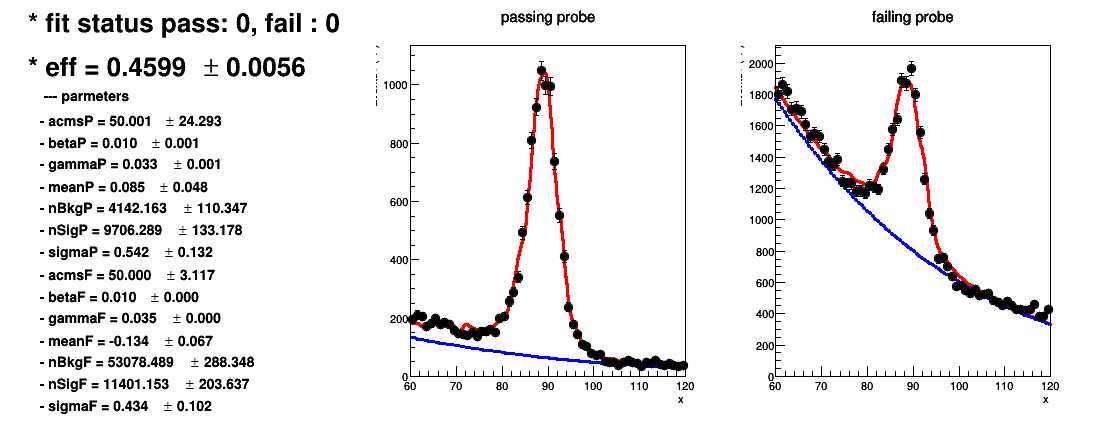 * fit status pass: 0, fail : 0
* eff = 0.4599 ± 0.0056
--- parmeters
- acmsP = 50.001 ± 24.293
- betaP = 0.010 ± 0.001
- gammaP = 0.033 ± 0.001
- meanP = 0.085 ± 0.048
- nBkgP = 4142.163 ± 110.347
- nSigP = 9706.289 ± 133.178
- sigmaP = 0.542 ± 0.132
- acmsF = 50.000 ± 3.117
- betaF = 0.010 ± 0.000
- gammaF = 0.035 ± 0.000
- meanF = -0.134 ± 0.067
- nBkgF = 53078.489 ± 288.348
- nSigF = 11401.153 ± 203.637
- sigmaF = 0.434 ± 0.102
passing probe
1000
800
600
400
200
0
60 70 80 90 100 110 120
x
failing probe
2000
1800
1600
1400
1200
1000
800
600
400
200
0
60 70 80 90 100 110 120
x